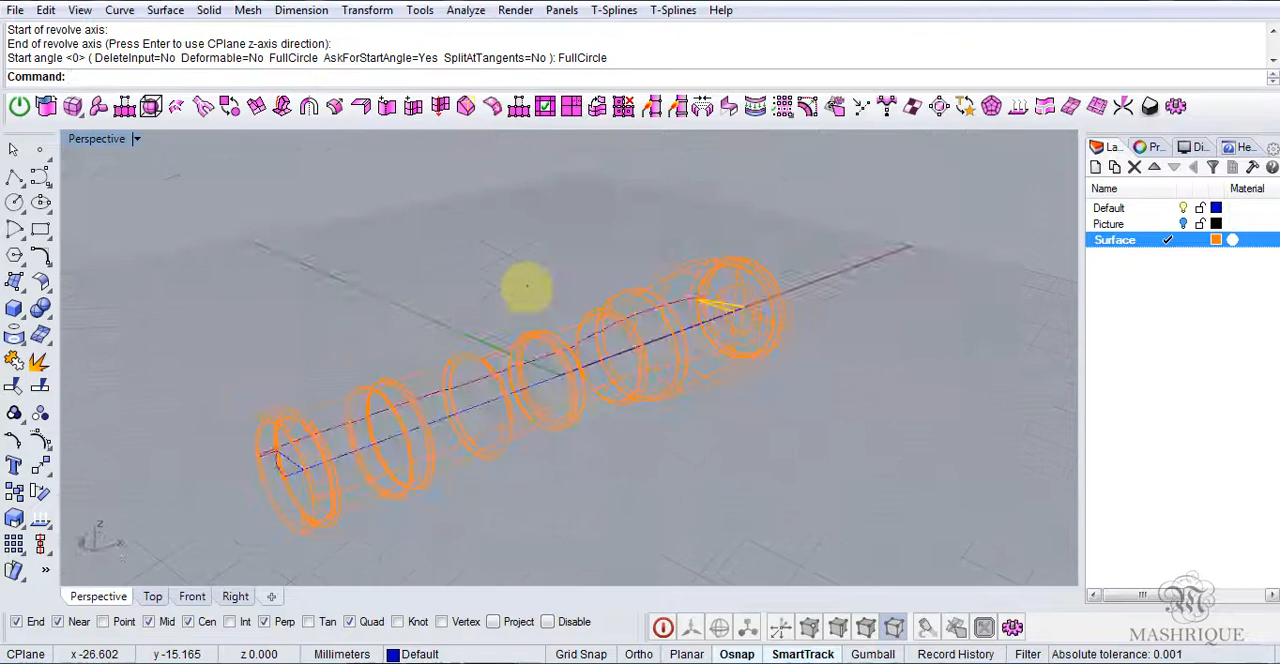 File Edit View Curve Surface Solid Mesh Dimension Transform Tools Analyze Render Panels T-Splines T-Splines Help
Start of revolve axis:
End of revolve axis (Press Enter to use CPlane z-axis direction):
Start angle <0> ( DeleteInput=No Deformable=No FullCircle AskForStartAngle=Yes SplitAtTangents=No ): FullCircle
Command:
Perspective
La... Pr... Di... He...
Name Material
Default
Picture
Surface
z
Perspective Top Front Right
M
MASHRIQUE
End Near Point Mid Cen Int Perp Tan Quad Knot Vertex Project Disable
CPlane x -26.602 y -15.165 z 0.000 Millimeters Default Grid Snap Ortho Planar Osnap SmartTrack Gumball Record History Filter Absolute tolerance: 0.001